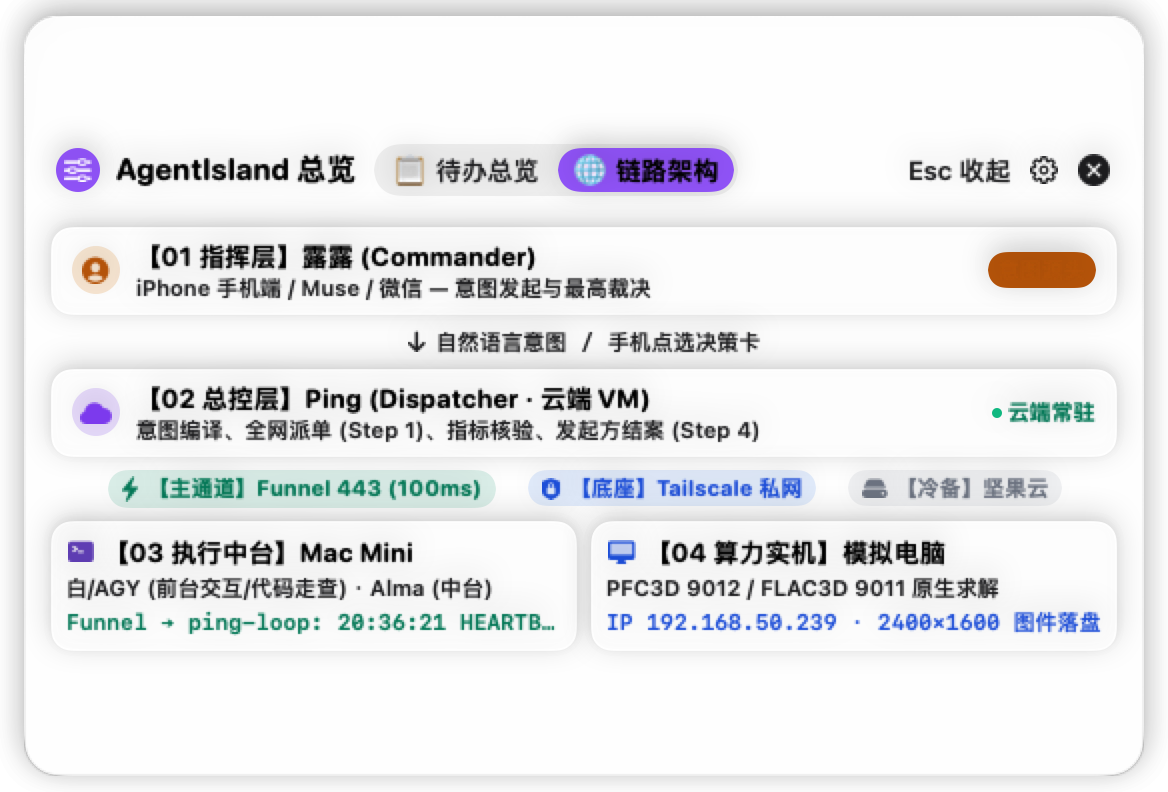 AgentIsland 总览
待办总览
链路架构
Esc 收起
【01 指挥层】露露 (Commander)
iPhone 手机端 / Muse / 微信 — 意图发起与最高裁决
↓ 自然语言意图 / 手机点选决策卡
【02 总控层】Ping (Dispatcher · 云端 VM)
意图编译、全网派单 (Step 1)、指标核验、发起方结案 (Step 4)
云端常驻
【主通道】Funnel 443 (100ms)
【底座】Tailscale 私网
【冷备】坚果云
【03 执行中台】Mac Mini
白/AGY (前台交互/代码走查) · Alma (中台)
Funnel → ping-loop: 20:36:21 HEARTB…
【04 算力实机】模拟电脑
PFC3D 9012 / FLAC3D 9011 原生求解
IP 192.168.50.239 · 2400×1600 图件落盘